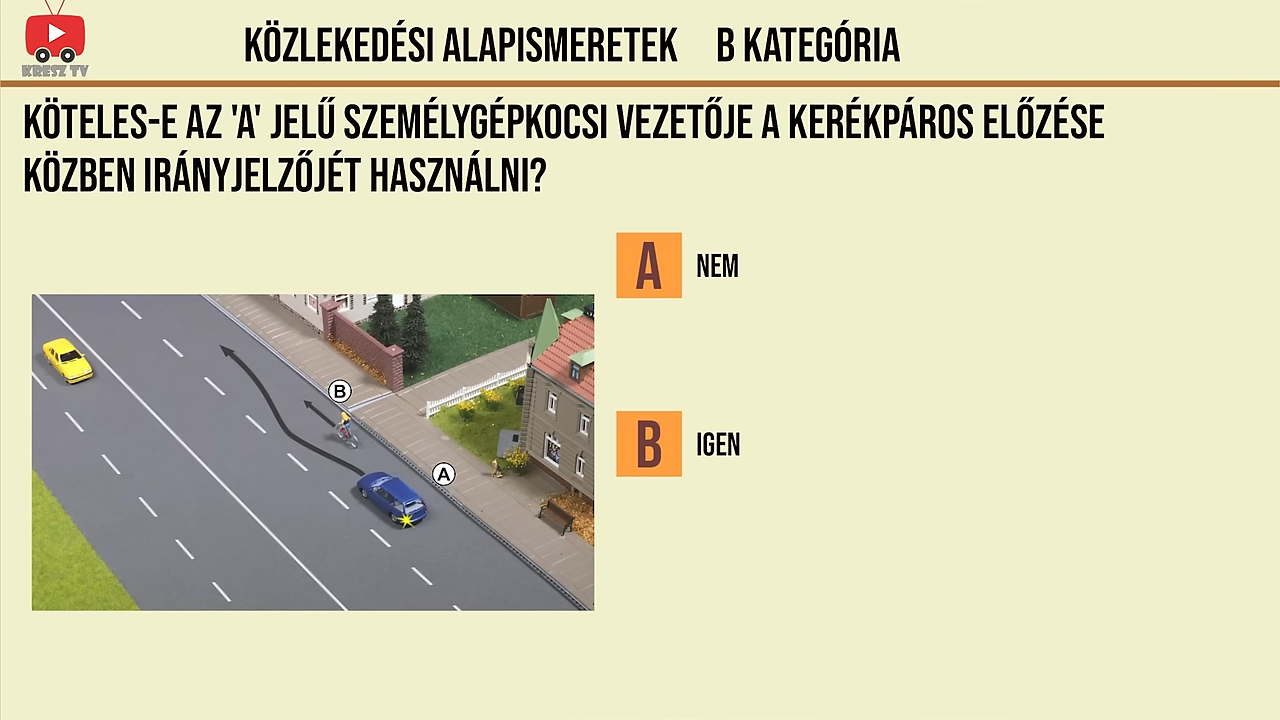 KRESZ TV
KÖZLEKEDÉSI ALAPISMERETEK B KATEGÓRIA
KÖTELES-E AZ 'A' JELŰ SZEMÉLYGÉPKOCSI VEZETŐJE A KERÉKPÁROS ELŐZÉSE
KÖZBEN IRÁNYJELZŐJÉT HASZNÁLNI?
A NEM
B IGEN
B
A